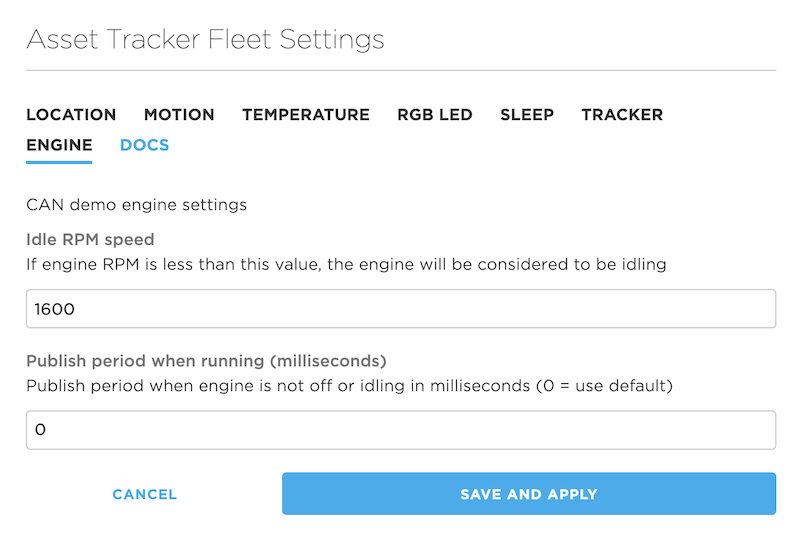 Asset Tracker Fleet Settings
LOCATION MOTION TEMPERATURE RGB LED SLEEP TRACKER
ENGINE DOCS
CAN demo engine settings
Idle RPM speed
If engine RPM is less than this value, the engine will be considered to be idling
1600
Publish period when running (milliseconds)
Publish period when engine is not off or idling in milliseconds (0 = use default)
0
CANCEL SAVE AND APPLY